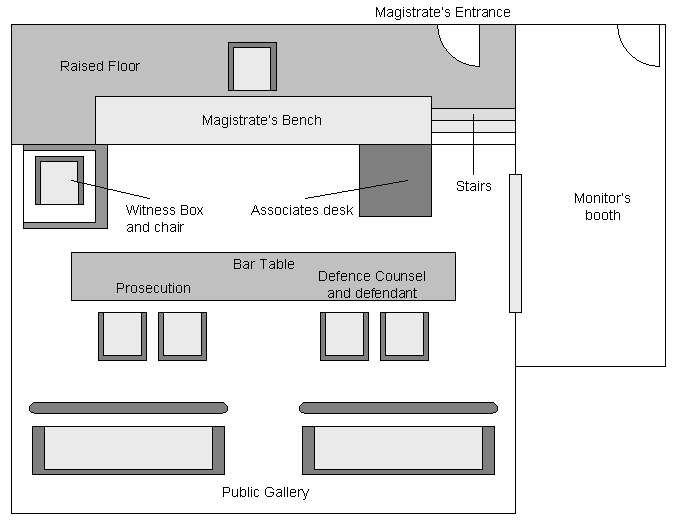 Magistrate's Entrance
Raised Floor
Magistrate's Bench
Stairs
Witness Box
and chair
Associates desk
Monitor's
booth
Bar Table
Prosecution
Defence Counsel
and defendant
Public Gallery